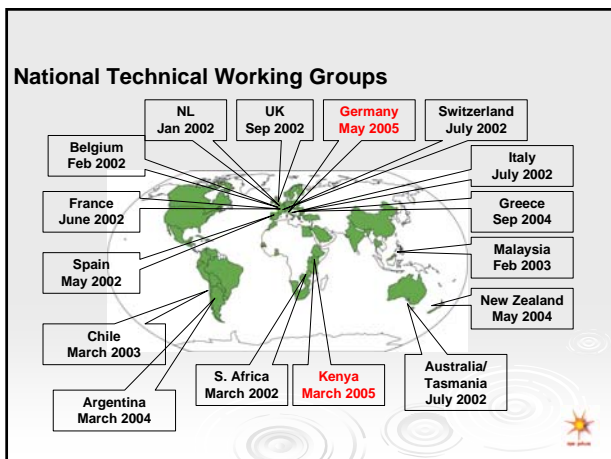 National Technical Working Groups
NL
Jan 2002
UK
Sep 2002
Germany
May 2005
Switzerland
July 2002
Belgium
Feb 2002
Italy
July 2002
France
June 2002
Greece
Sep 2004
Spain
May 2002
Malaysia
Feb 2003
New Zealand
May 2004
Chile
March 2003
S. Africa
March 2002
Kenya
March 2005
Australia/
Tasmania
July 2002
Argentina
March 2004